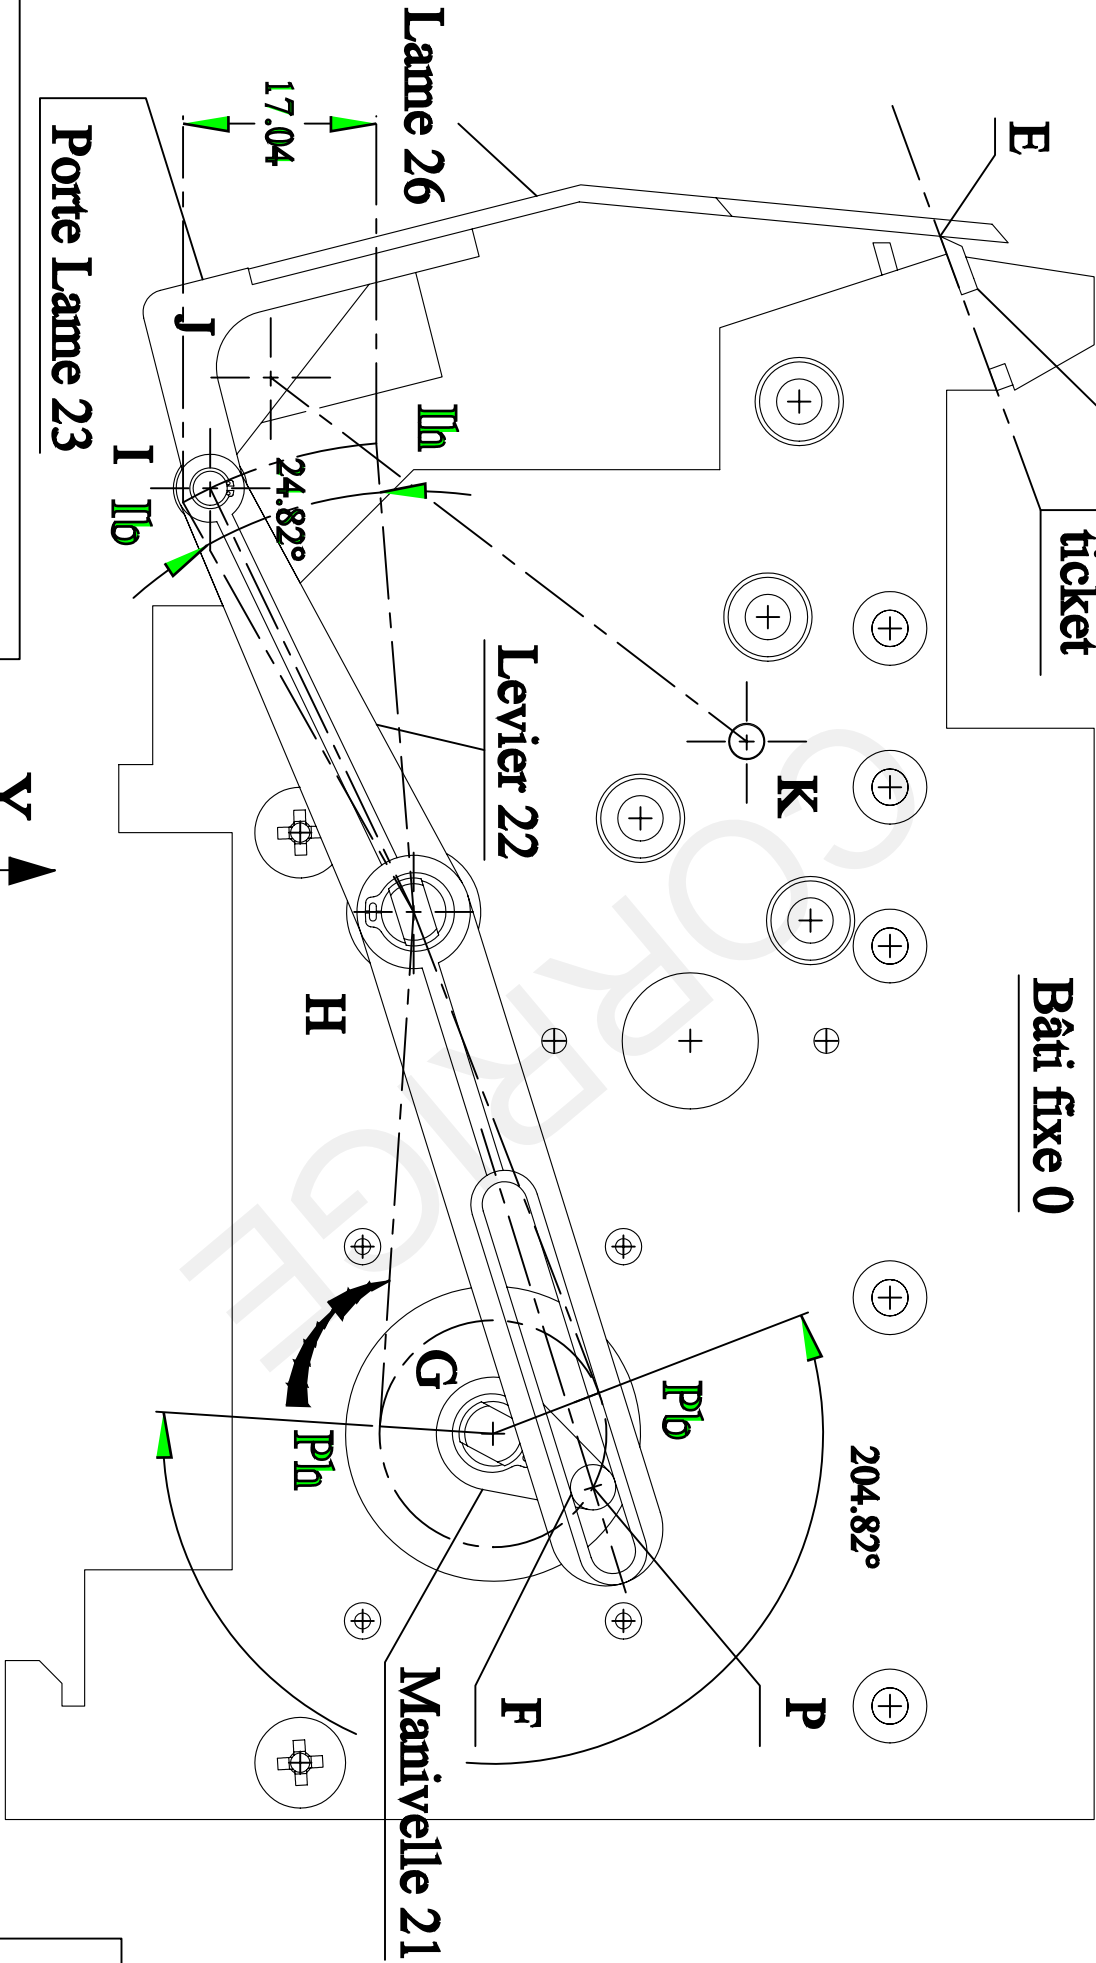 E
ticket
Bâti fixe 0
K
P
204.82°
Pb
Lame 26
Ih
Levier 22
F
G
Manivelle 21
17.04
24.82°
H
Ph
J
Porte Lame 23
I
Ib
Y
CORRIGE